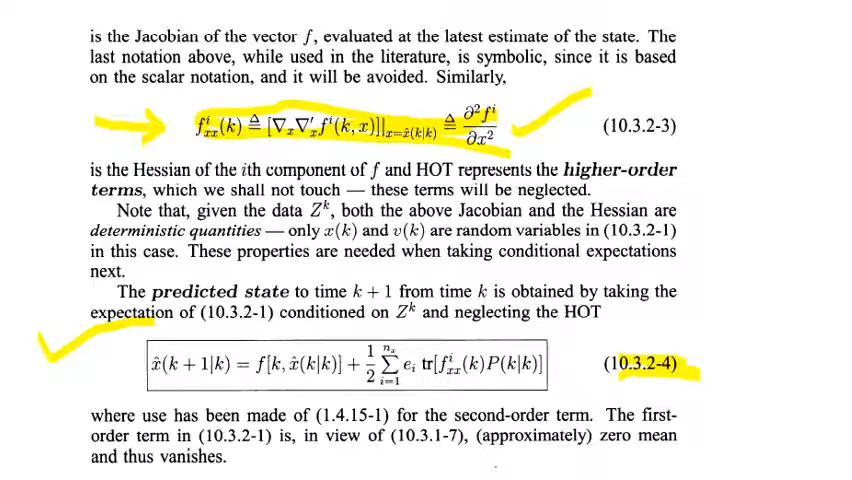 is the Jacobian of the vector f, evaluated at the latest estimate of the state. The
last notation above, while used in the literature, is symbolic, since it is based
on the scalar notation, and it will be avoided. Similarly,
f^i_{xx}(k) ≜ [∇_x∇'_x f^i(k, x)]|_{x=x̂(k|k)} ≜ ∂²f^i/∂x² (10.3.2-3)
is the Hessian of the ith component of f and HOT represents the higher-order
terms, which we shall not touch — these terms will be neglected.
Note that, given the data Z^k, both the above Jacobian and the Hessian are
deterministic quantities — only x(k) and v(k) are random variables in (10.3.2-1)
in this case. These properties are needed when taking conditional expectations
next.
The predicted state to time k + 1 from time k is obtained by taking the
expectation of (10.3.2-1) conditioned on Z^k and neglecting the HOT
x̂(k + 1|k) = f[k, x̂(k|k)] + 1/2 ∑_{i=1}^{n_x} e_i tr[f^i_{xx}(k)P(k|k)] (10.3.2-4)
where use has been made of (1.4.15-1) for the second-order term. The first-
order term in (10.3.2-1) is, in view of (10.3.1-7), (approximately) zero mean
and thus vanishes.